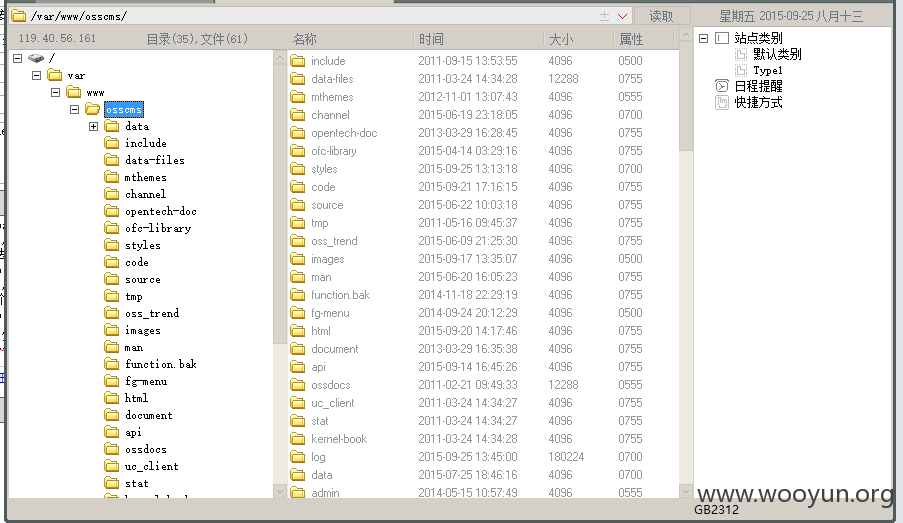 /var/www/osscms/ 读取 星期五 2015-09-25 八月十三
119.40.56.161 目录(35),文件(61) 名称 时间 大小 属性
/
var
www
osscms
data
include
data-files
mthemes
channel
opentech-doc
ofc-library
styles
code
source
tmp
oss_trend
images
man
function.bak
fg-menu
html
document
api
ossdocs
uc_client
stat
include 2011-09-15 13:53:55 4096 0500
data-files 2011-03-24 14:34:28 12288 0755
mthemes 2012-11-01 13:07:43 4096 0555
channel 2015-06-19 23:18:05 4096 0700
opentech-doc 2013-03-29 16:28:45 4096 0755
ofc-library 2015-04-14 03:29:16 4096 0755
styles 2015-09-25 13:13:18 4096 0700
code 2015-09-21 17:16:15 4096 0755
source 2015-06-22 10:03:18 4096 0755
tmp 2011-05-16 09:45:37 4096 0755
oss_trend 2015-06-09 21:25:30 4096 0755
images 2015-09-17 13:35:07 4096 0500
man 2015-06-20 16:05:23 4096 0755
function.bak 2014-11-18 22:29:19 4096 0755
fg-menu 2014-09-24 20:12:29 4096 0500
html 2015-09-20 14:17:46 4096 0755
document 2013-03-29 16:35:38 4096 0755
api 2015-09-14 16:45:26 4096 0755
ossdocs 2011-02-21 09:49:33 12288 0555
uc_client 2011-03-24 14:34:27 4096 0755
stat 2011-03-24 14:34:27 4096 0755
kernel-book 2011-03-24 14:34:28 4096 0755
log 2015-09-25 13:45:00 180224 0700
data 2015-07-25 18:46:16 4096 0700
admin 2014-05-15 10:57:49 4096 0555
站点类别
默认类别
Type1
日程提醒
快捷方式
www.wooyun.org
GB2312